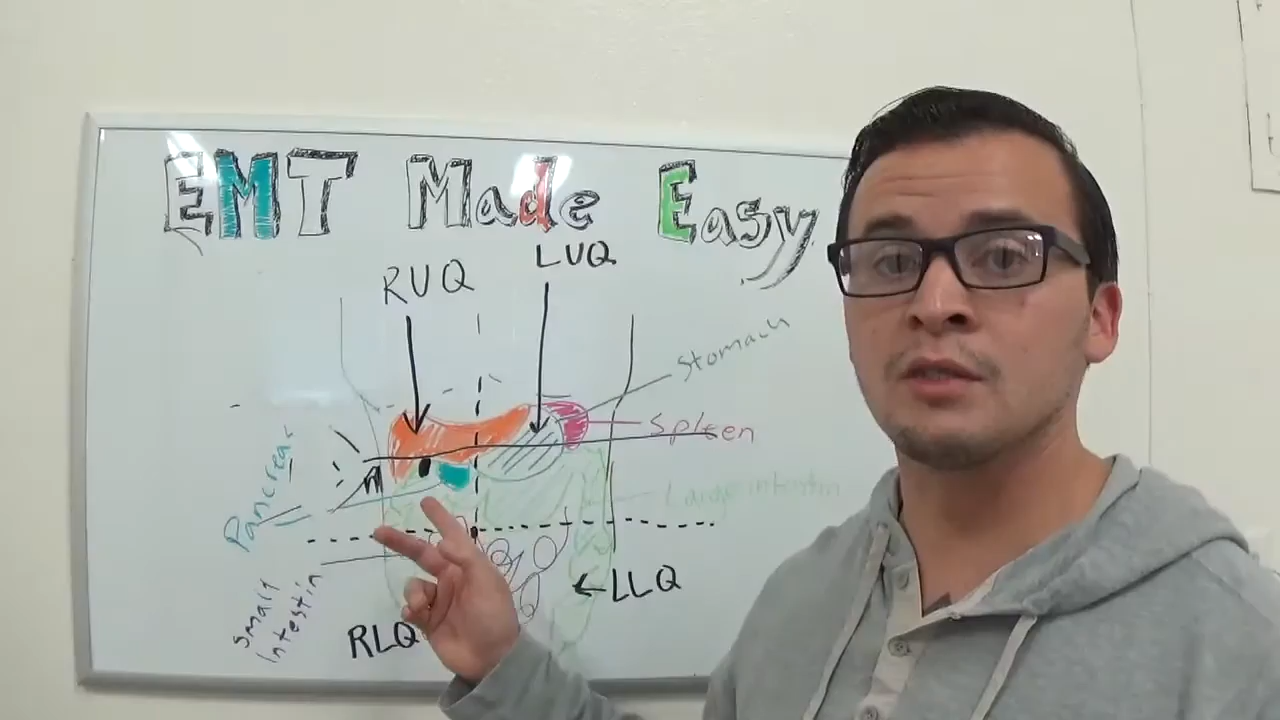 EMT Made Easy
LUQ
RUQ
Stomach
Spleen
Pancreas
Large intestin
LLQ
Small
Intestin
RLQ